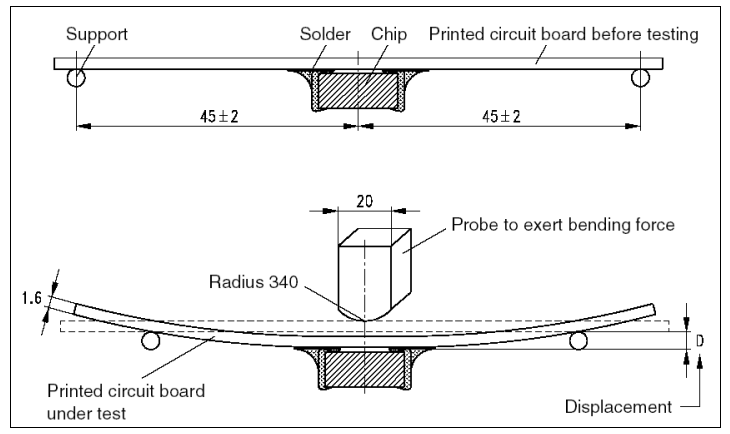 Support
Solder
Chip
Printed circuit board before testing
45±2
45±2
20
Probe to exert bending force
Radius 340
1.6
D
Printed circuit board
under test
Displacement